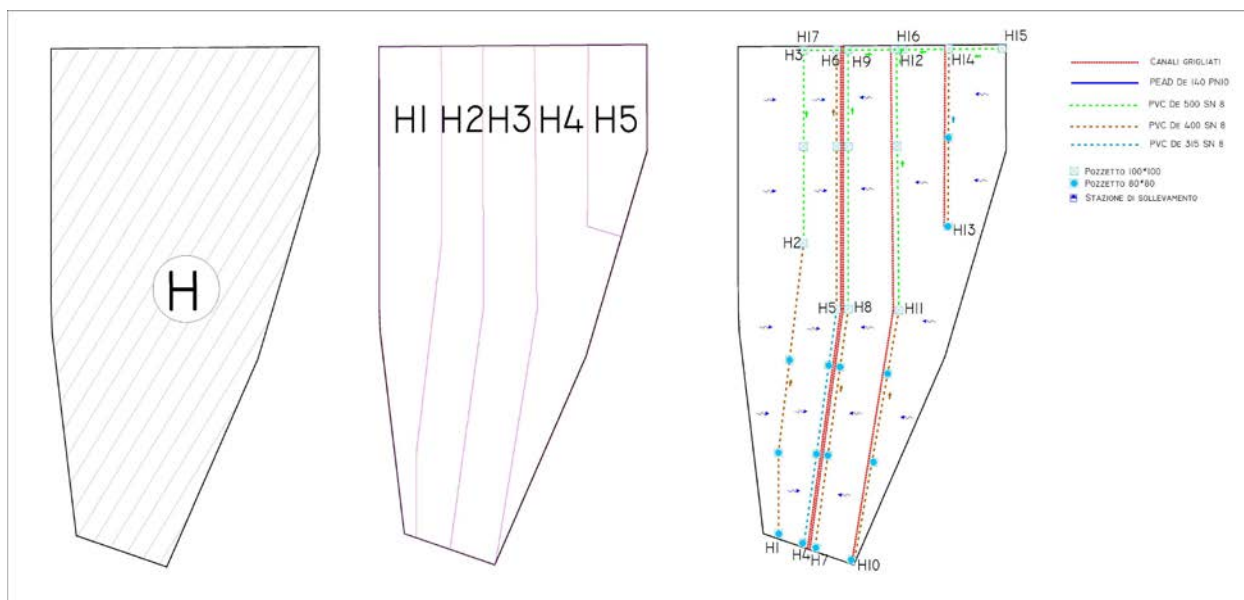 H
H1 H2 H3 H4 H5
H17 H16 H15
H3 H6 H9 H12 H14
H2
H13
H5 H8 H11
H1 H4 H7 H10
CANALI GRIGLIATI
PEAD DE 140 PN10
PVC DE 500 SN 8
PVC DE 400 SN 8
PVC DE 315 SN 8
POZZETTO 100*100
POZZETTO 80*80
STAZIONE DI SOLLEVAMENTO